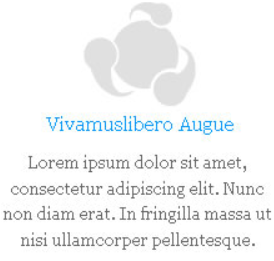 Vivamuslibero Augue
Lorem ipsum dolor sit amet,
consectetur adipiscing elit. Nunc
non diam erat. In fringilla massa ut
nisi ullamcorper pellentesque.